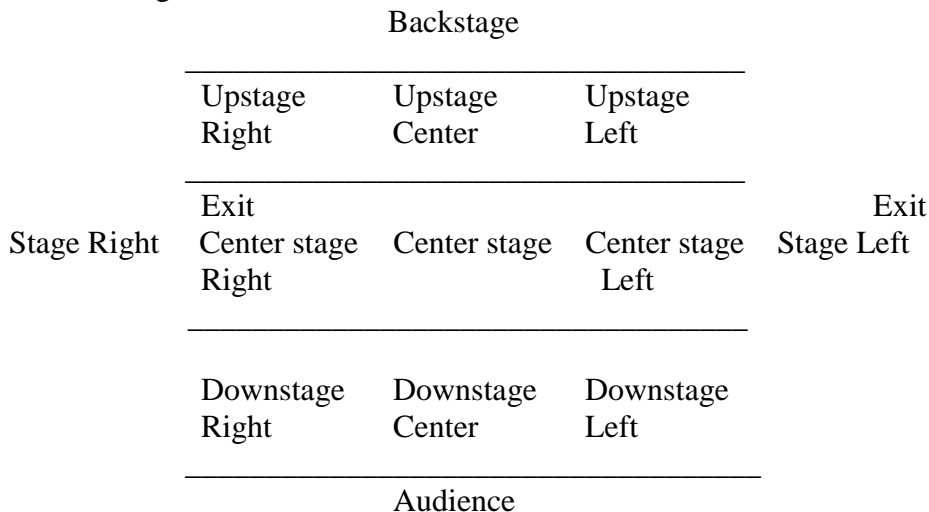 Backstage
Upstage Upstage Upstage
Right Center Left
Exit Exit
Stage Right Center stage Center stage Center stage Stage Left
Right Left
Downstage Downstage Downstage
Right Center Left
Audience